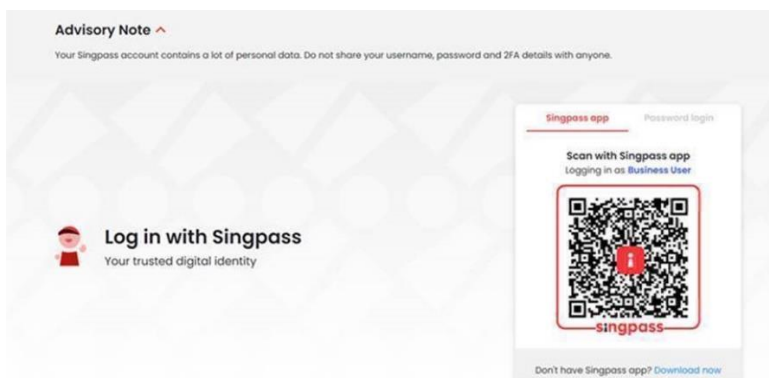 Advisory Note
Your Singpass account contains a lot of personal data. Do not share your username, password and 2FA details with anyone.
Singpass app Password login
Scan with Singpass app
Logging in as Business User
Log in with Singpass
Your trusted digital identity
singpass
Don't have Singpass app? Download now